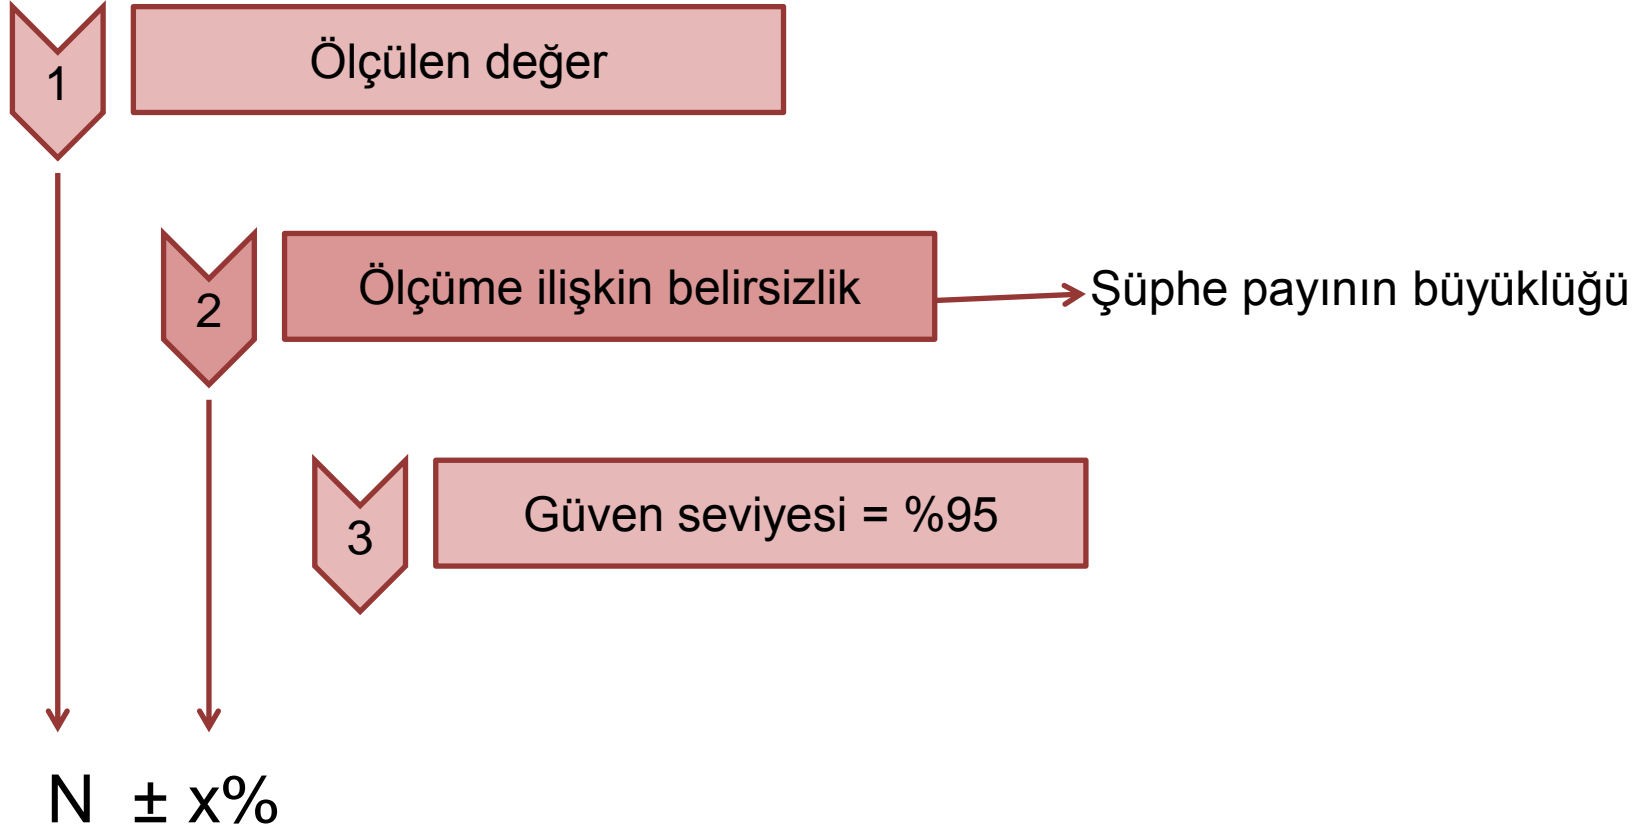 1
Ölçülen değer
2
Ölçüme ilişkin belirsizlik
Şüphe payının büyüklüğü
3
Güven seviyesi = %95
N ± x%